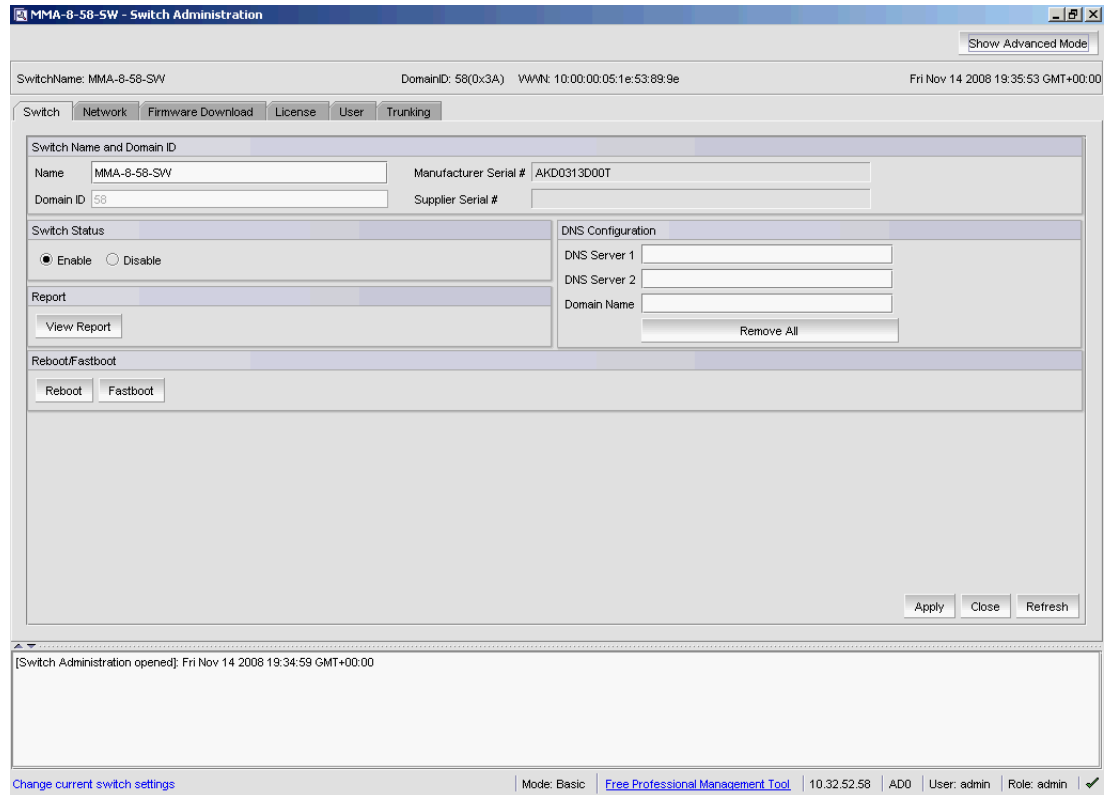 MMA-8-58-SW - Switch Administration
Show Advanced Mode
SwitchName: MMA-8-58-SW DomainID: 58(0x3A) WWN: 10:00:00:05:1e:53:89:9e Fri Nov 14 2008 19:35:53 GMT+00:00
Switch Network Firmware Download License User Trunking
Switch Name and Domain ID
Name MMA-8-58-SW Manufacturer Serial # AKD0313D00T
Domain ID 58 Supplier Serial #
Switch Status
Enable Disable
DNS Configuration
DNS Server 1
DNS Server 2
Domain Name
Remove All
Report
View Report
Reboot/Fastboot
Reboot Fastboot
Apply Close Refresh
[Switch Administration opened]: Fri Nov 14 2008 19:34:59 GMT+00:00
Change current switch settings Mode: Basic Free Professional Management Tool 10.32.52.58 AD0 User: admin Role: admin